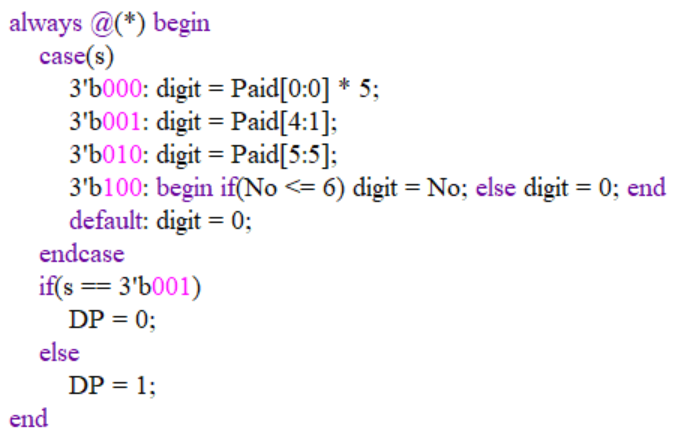 always @(*) begin
case(s)
3'b000: digit = Paid[0:0] * 5;
3'b001: digit = Paid[4:1];
3'b010: digit = Paid[5:5];
3'b100: begin if(No <= 6) digit = No; else digit = 0; end
default: digit = 0;
endcase
if(s == 3'b001)
DP = 0;
else
DP = 1;
end